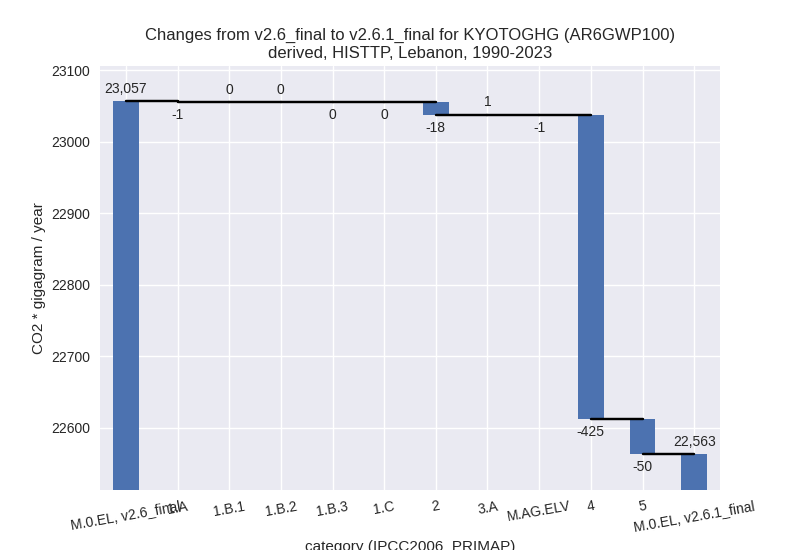 Changes from v2.6_final to v2.6.1_final for KYOTOGHG (AR6GWP100)
derived, HISTTP, Lebanon, 1990-2023
CO2 * gigagram / year
23100
23000
22900
22800
22700
22600
23,057
-1
0
0
0
0
-18
1
-1
-425
-50
22,563
M.0.EL, v2.6_final
1.A
1.B.1
1.B.2
1.B.3
1.C
2
3.A
M.AG.ELV
4
5
M.0.EL, v2.6.1_final
category (IPCC2006_PRIMAP)